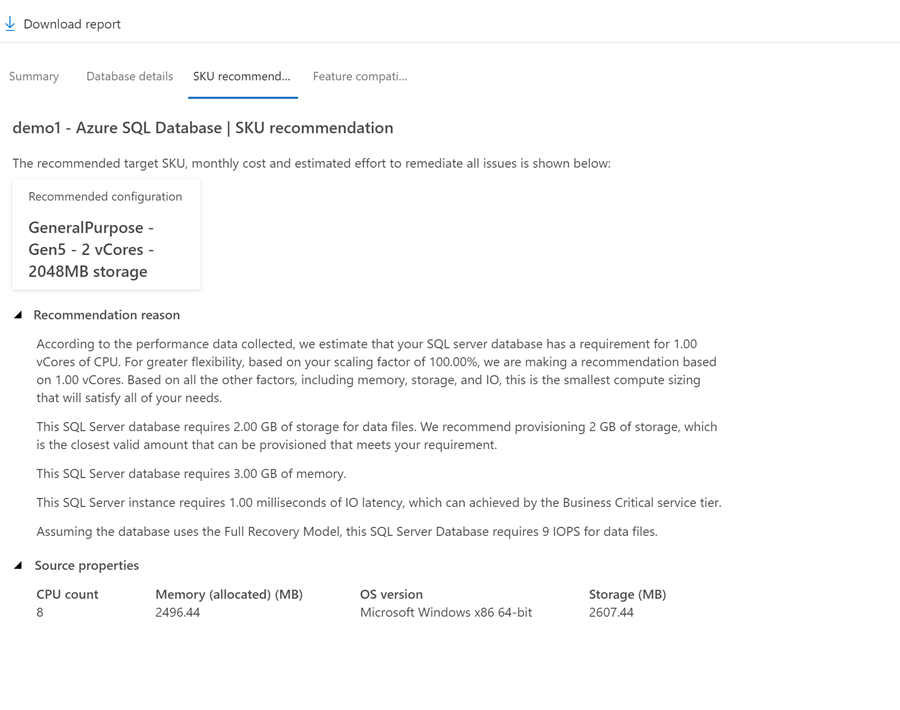 Download report
Summary Database details SKU recommend... Feature compati...
demo1 - Azure SQL Database | SKU recommendation
The recommended target SKU, monthly cost and estimated effort to remediate all issues is shown below:
Recommended configuration
GeneralPurpose -
Gen5 - 2 vCores -
2048MB storage
Recommendation reason
According to the performance data collected, we estimate that your SQL server database has a requirement for 1.00
vCores of CPU. For greater flexibility, based on your scaling factor of 100.00%, we are making a recommendation based
on 1.00 vCores. Based on all the other factors, including memory, storage, and IO, this is the smallest compute sizing
that will satisfy all of your needs.
This SQL Server database requires 2.00 GB of storage for data files. We recommend provisioning 2 GB of storage, which
is the closest valid amount that can be provisioned that meets your requirement.
This SQL Server database requires 3.00 GB of memory.
This SQL Server instance requires 1.00 milliseconds of IO latency, which can achieved by the Business Critical service tier.
Assuming the database uses the Full Recovery Model, this SQL Server Database requires 9 IOPS for data files.
Source properties
CPU count Memory (allocated) (MB) OS version Storage (MB)
8 2496.44 Microsoft Windows x86 64-bit 2607.44